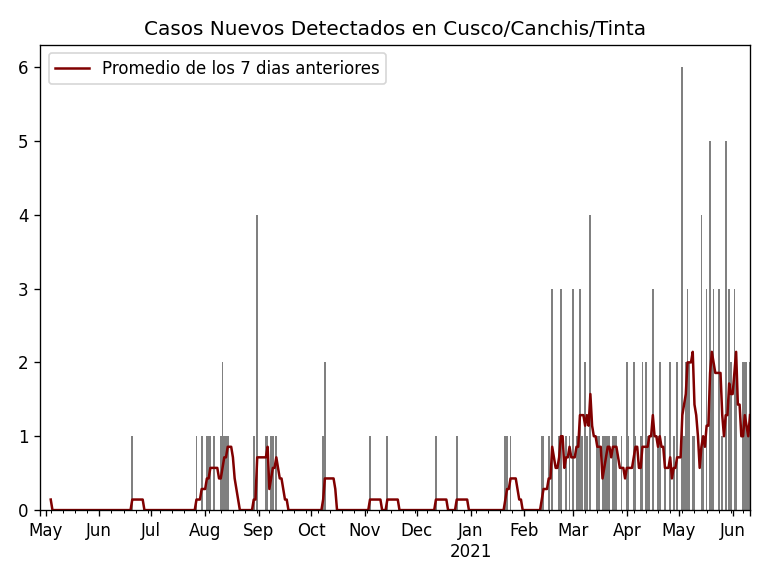 Casos Nuevos Detectados en Cusco/Canchis/Tinta
Promedio de los 7 dias anteriores
6
5
4
3
2
1
0
May Jun Jul Aug Sep Oct Nov Dec Jan Feb Mar Apr May Jun
2021